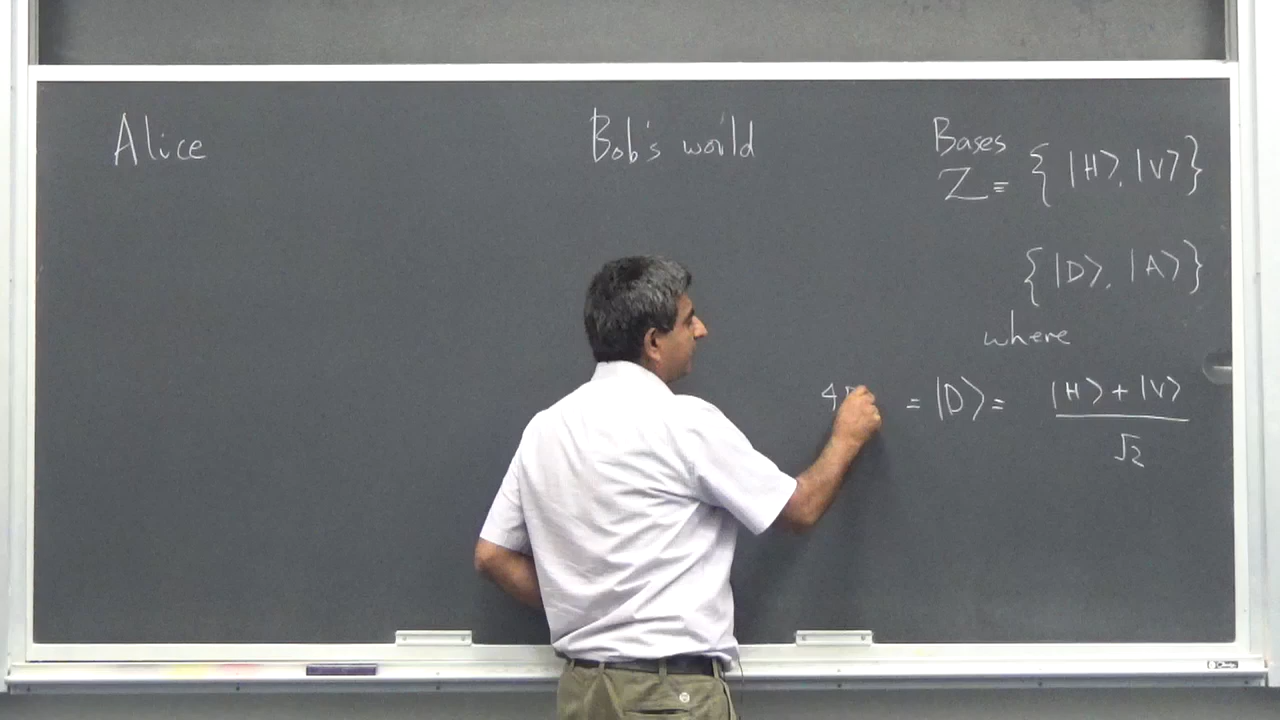 Alice
Bob's world
Bases
Z = { |H⟩, |V⟩}
{ |D⟩, |A⟩}
where
= |D⟩ = |H⟩ + |V⟩
√2